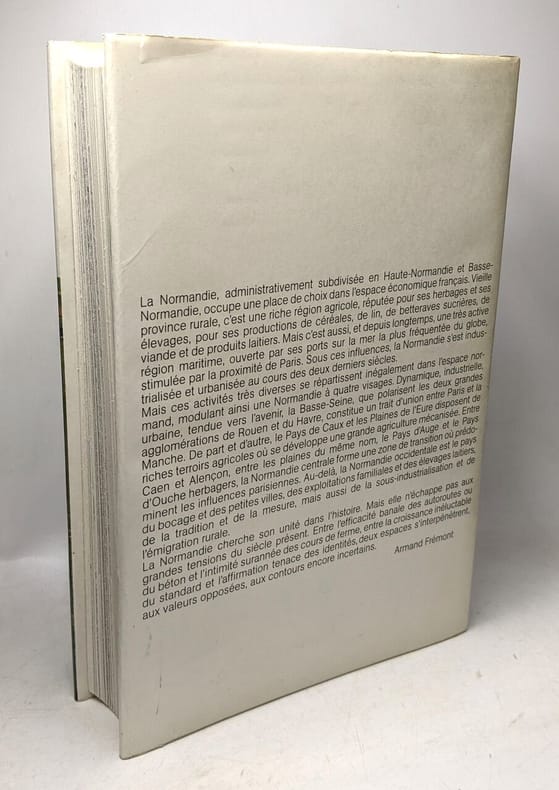 La Normandie, administrativement subdivisée en Haute-Normandie et Basse-
Normandie, occupe une place de choix dans l'espace économique français. Vieille
province rurale, c'est une riche région agricole, réputée pour ses herbages et ses
élevages, pour ses productions de céréales, de lin, de betteraves sucrières, de
viande et de produits laitiers. Mais c'est aussi, et depuis longtemps, une très active
région maritime, ouverte par ses ports sur la mer la plus fréquentée du globe,
stimulée par la proximité de Paris. Sous ces influences, la Normandie s'est indus-
trialisée et urbanisée au cours des deux derniers siècles.
Mais ces activités très diverses se répartissent inégalement dans l'espace nor-
mand, modulant ainsi une Normandie à quatre visages. Dynamique, industrielle,
urbaine, tendue vers l'avenir, la Basse-Seine, que polarisent les deux grandes
agglomérations de Rouen et du Havre, constitue un trait d'union entre Paris et la
Manche. De part et d'autre, le Pays de Caux et les Plaines de l'Eure disposent de
riches terroirs agricoles où se développe une grande agriculture mécanisée. Entre
Caen et Alençon, entre les plaines du même nom, le Pays d'Auge et le Pays
d'Ouche herbagers, la Normandie centrale forme une zone de transition où prédo-
minent les influences parisiennes. Au-delà, la Normandie occidentale est le pays
du bocage et des petites villes, des exploitations familiales et des élevages laitiers,
de la tradition et de la mesure, mais aussi de la sous-industrialisation et de
l'émigration rurale.
La Normandie cherche son unité dans l'histoire. Mais elle n'échappe pas aux
grandes tensions du siècle présent. Entre l'efficacité banale des autoroutes ou
du béton et l'intimité surannée des cours de ferme, entre la croissance inéluctable
du standard et l'affirmation tenace des identités, deux espaces s'interpénètrent,
aux valeurs opposées, aux contours encore incertains.
Armand Frémont